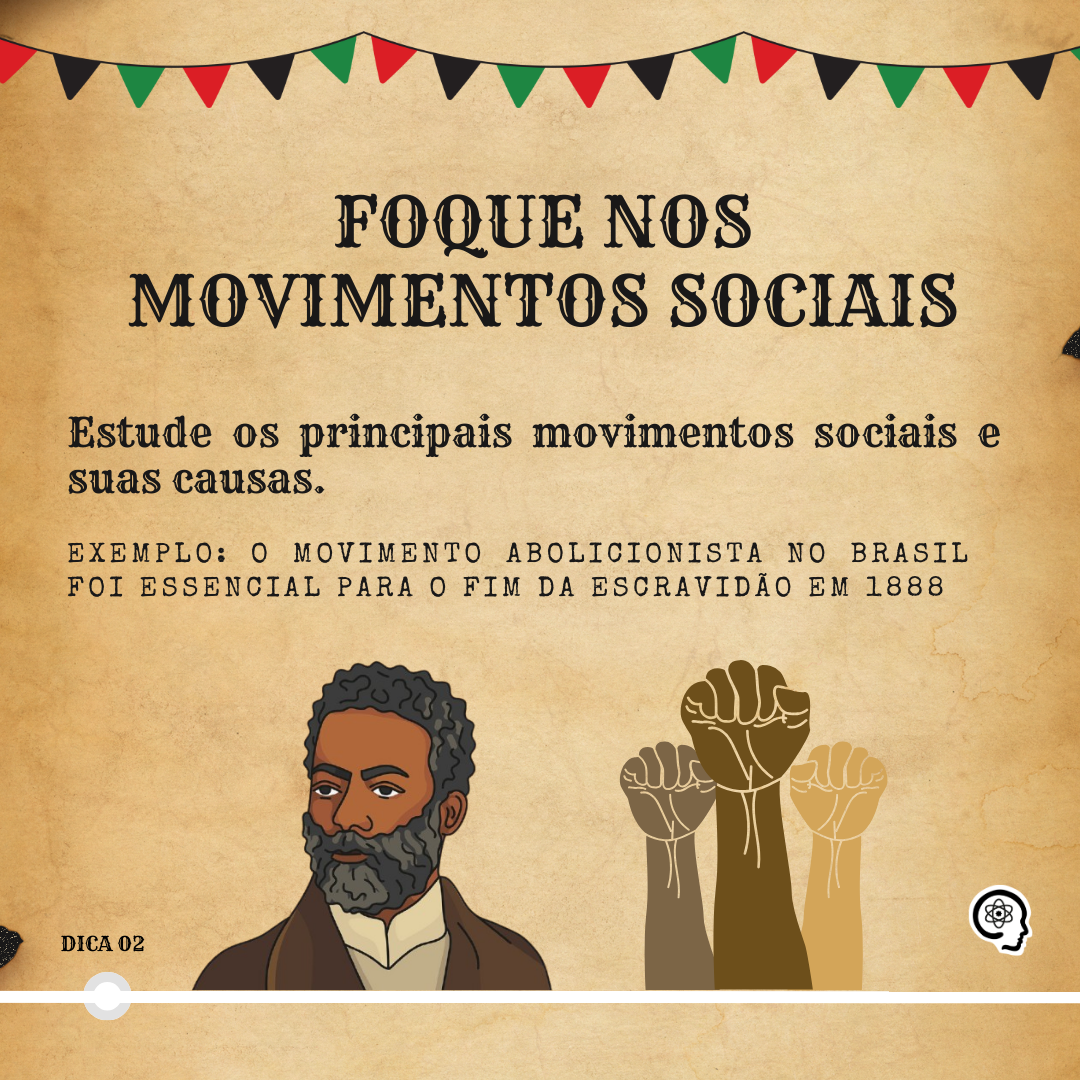 FOQUE NOS
MOVIMENTOS SOCIAIS
Estude os principais movimentos sociais e
suas causas.
EXEMPLO: O MOVIMENTO ABOLICIONISTA NO BRASIL
FOI ESSENCIAL PARA O FIM DA ESCRAVIDÃO EM 1888
DICA 02